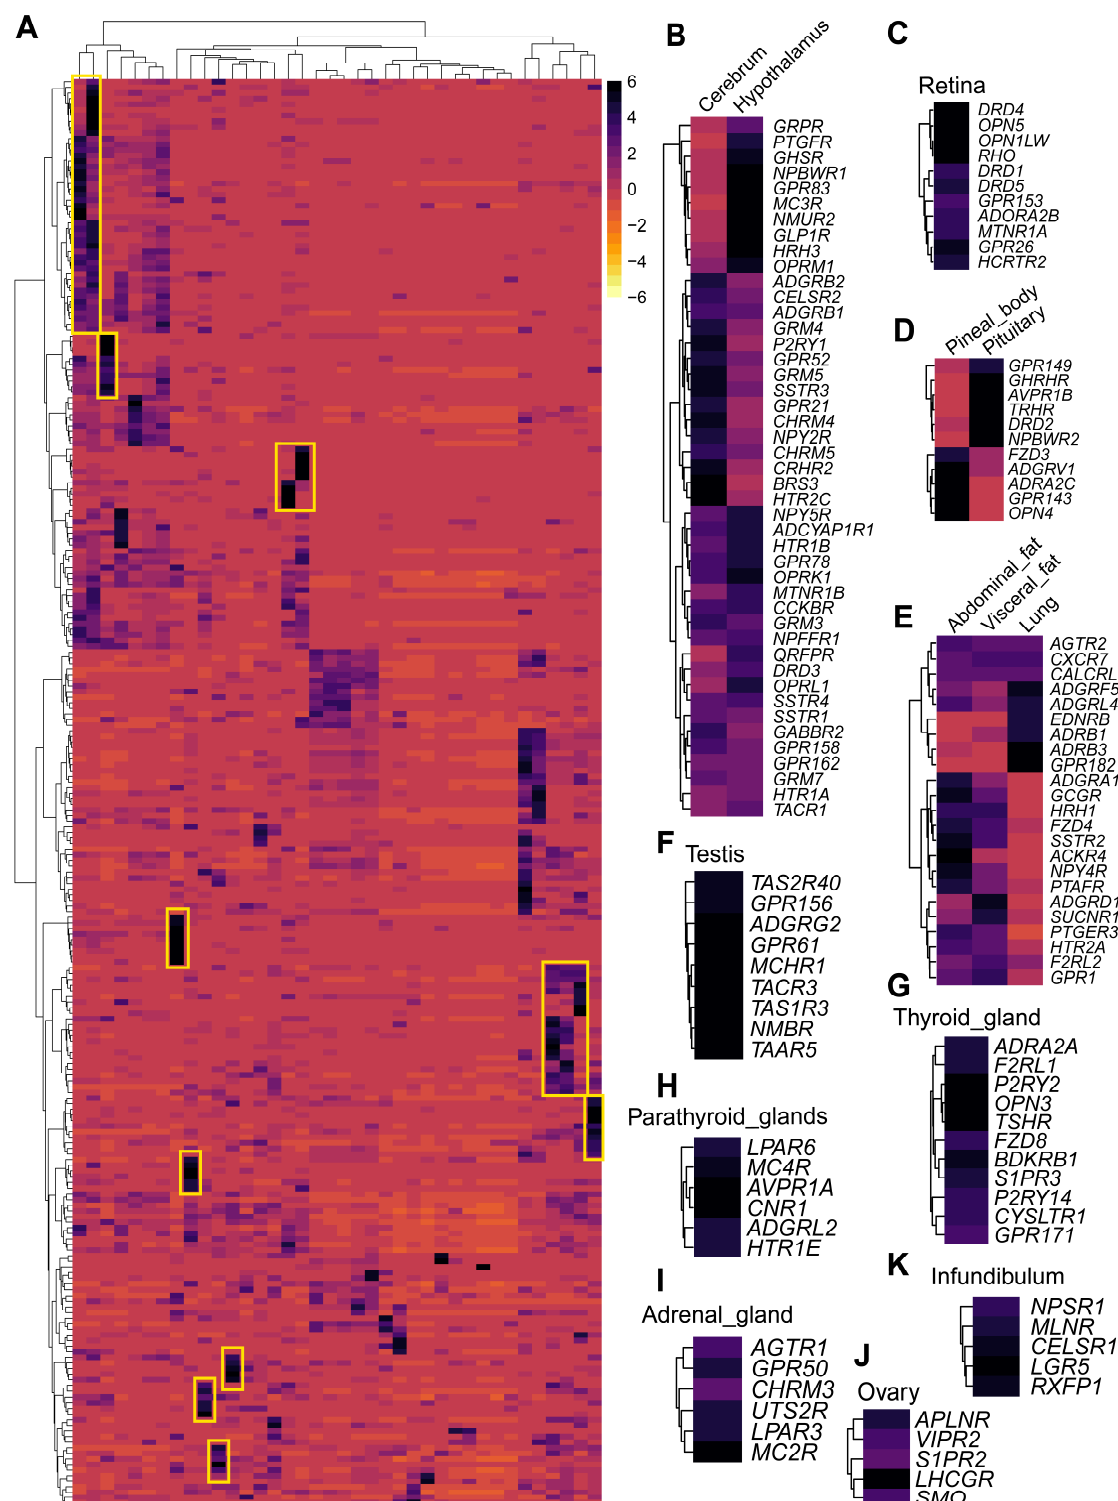 A
6
4
2
0
−2
−4
−6
B
Cerebrum
Hypothalamus
GRPR
PTGFR
GHSR
NPBWR1
GPR83
MC3R
NMUR2
GLP1R
HRH3
OPRM1
ADGRB2
CELSR2
ADGRB1
GRM4
P2RY1
GPR52
GRM5
SSTR3
GPR21
CHRM4
NPY2R
CHRM5
CRHR2
BRS3
HTR2C
NPY5R
ADCYAP1R1
HTR1B
GPR78
OPRK1
MTNR1B
CCKBR
GRM3
NPFFR1
QRFPR
DRD3
OPRL1
SSTR4
SSTR1
GABBR2
GPR158
GPR162
GRM7
HTR1A
TACR1
C
Retina
DRD4
OPN5
OPN1LW
RHO
DRD1
DRD5
GPR153
ADORA2B
MTNR1A
GPR26
HCRTR2
D
Pineal_body
Pituitary
GPR149
GHRHR
AVPR1B
TRHR
DRD2
NPBWR2
FZD3
ADGRV1
ADRA2C
GPR143
OPN4
E
Abdominal_fat
Visceral_fat
Lung
AGTR2
CXCR7
CALCRL
ADGRF5
ADGRL4
EDNRB
ADRB1
ADRB3
GPR182
ADGRA1
GCGR
HRH1
FZD4
SSTR2
ACKR4
NPY4R
PTAFR
ADGRD1
SUCNR1
PTGER3
HTR2A
F2RL2
GPR1
F
Testis
TAS2R40
GPR156
ADGRG2
GPR61
MCHR1
TACR3
TAS1R3
NMBR
TAAR5
G
Thyroid_gland
ADRA2A
F2RL1
P2RY2
OPN3
TSHR
FZD8
BDKRB1
S1PR3
P2RY14
CYSLTR1
GPR171
H
Parathyroid_glands
LPAR6
MC4R
AVPR1A
CNR1
ADGRL2
HTR1E
I
Adrenal_gland
AGTR1
GPR50
CHRM3
UTS2R
LPAR3
MC2R
J
Ovary
APLNR
VIPR2
S1PR2
LHCGR
SMO
K
Infundibulum
NPSR1
MLNR
CELSR1
LGR5
RXFP1